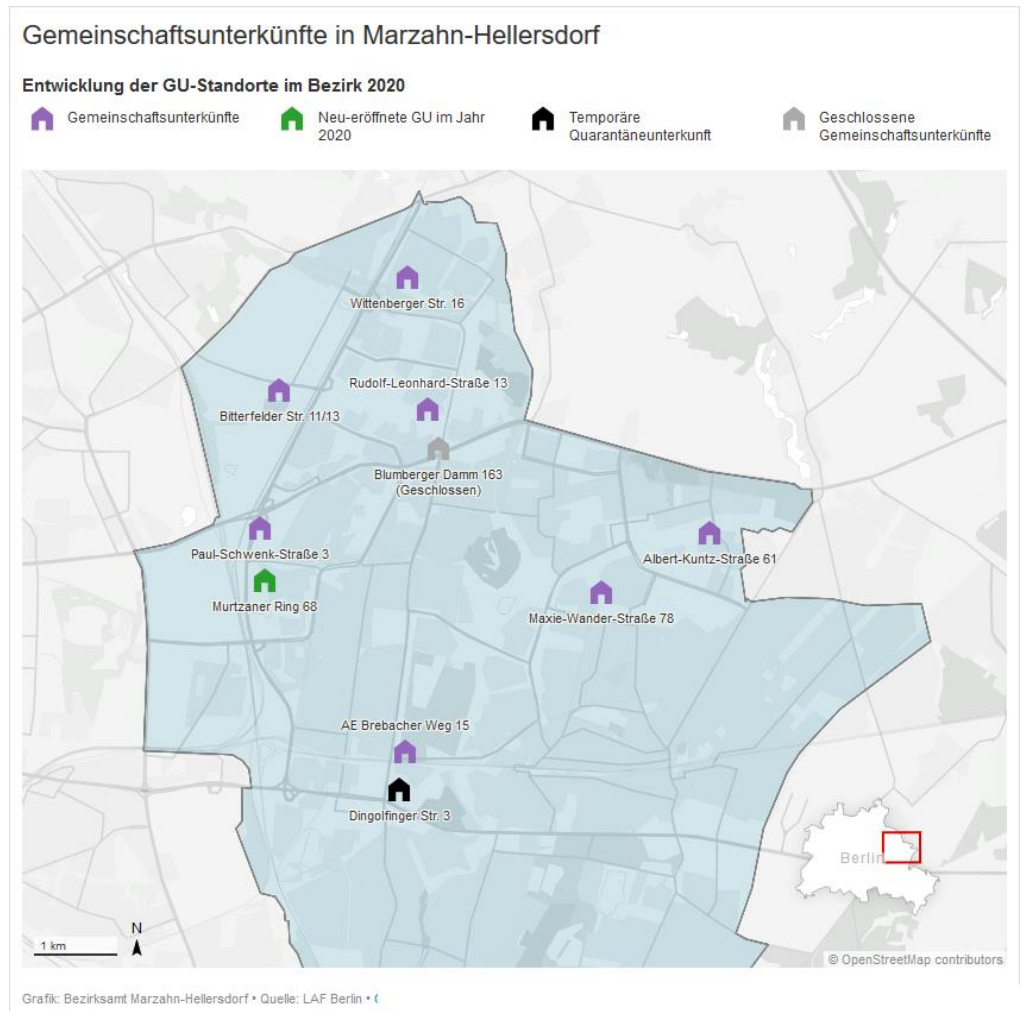 Gemeinschaftsunterkünfte in Marzahn-Hellersdorf
Entwicklung der GU-Standorte im Bezirk 2020
Gemeinschaftsunterkünfte
Neu-eröffnete GU im Jahr
2020
Temporäre
Quarantäneunterkunft
Geschlossene
Gemeinschaftsunterkünfte
Wittenberger Str. 16
Rudolf-Leonhard-Straße 13
Bitterfelder Str. 11/13
Blumberger Damm 163
(Geschlossen)
Paul-Schwenk-Straße 3
Albert-Kuntz-Straße 61
Murtzaner Ring 68
Maxie-Wander-Straße 78
AE Brebacher Weg 15
Dingolfinger Str. 3
Berlin
N
1 km
© OpenStreetMap contributors
Grafik: Bezirksamt Marzahn-Hellersdorf • Quelle: LAF Berlin •